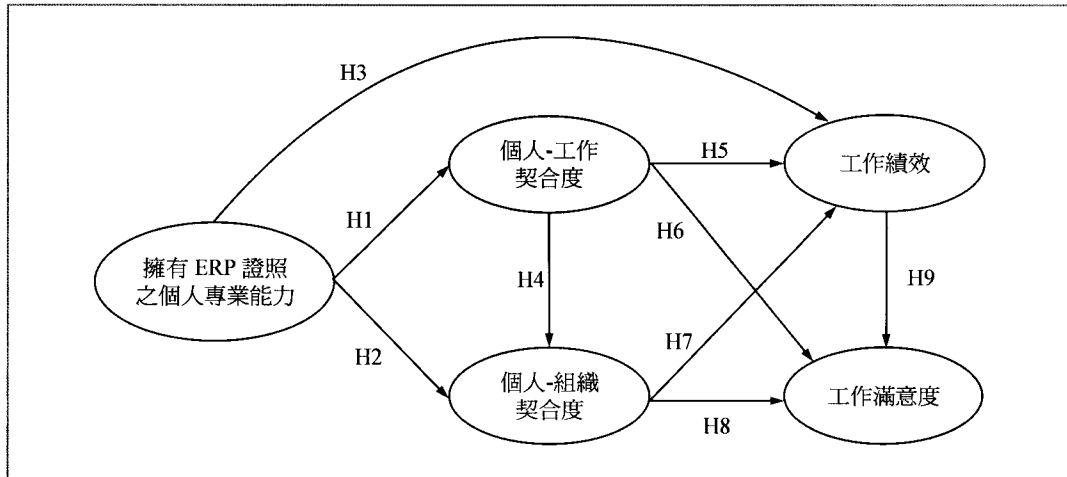 H3
個人-工作
契合度
H5
工作績效
H1
H6
擁有 ERP 證照
之個人專業能力
H4
H9
H2
H7
個人-組織
契合度
H8
工作滿意度